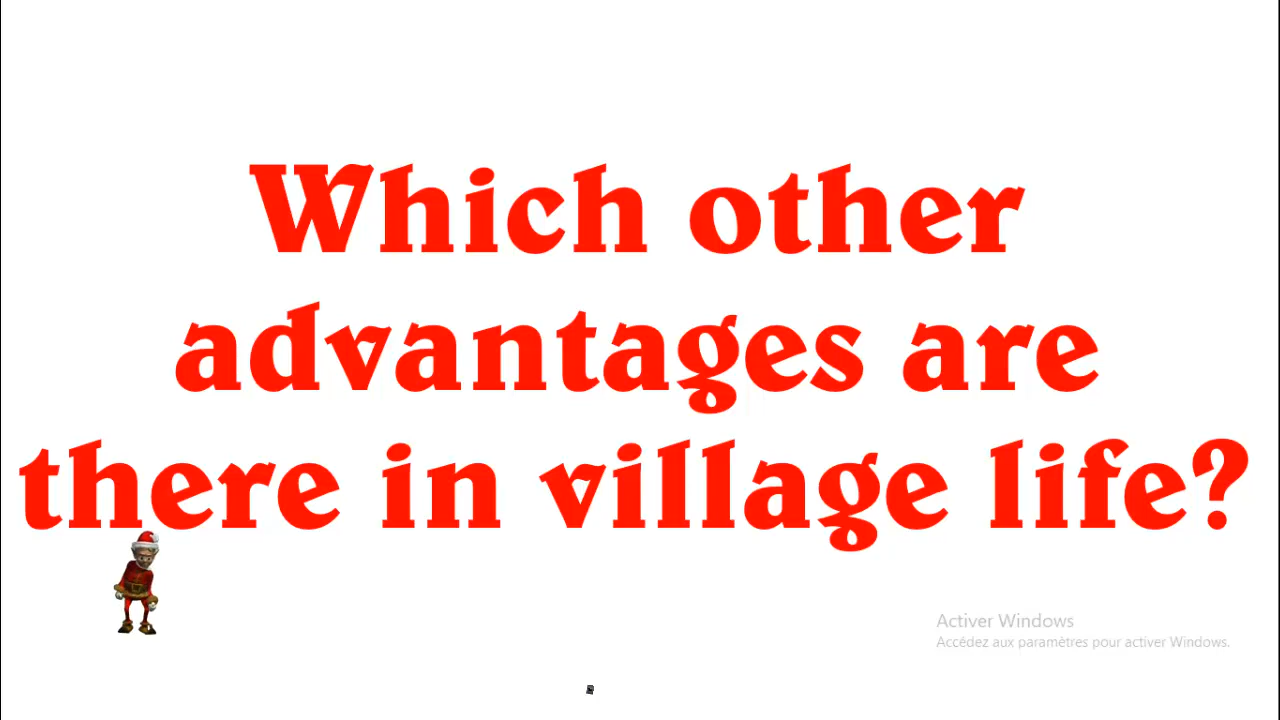 Which other
advantages are
there in village life?
Activer Windows
Accédez aux paramètres pour activer Windows.